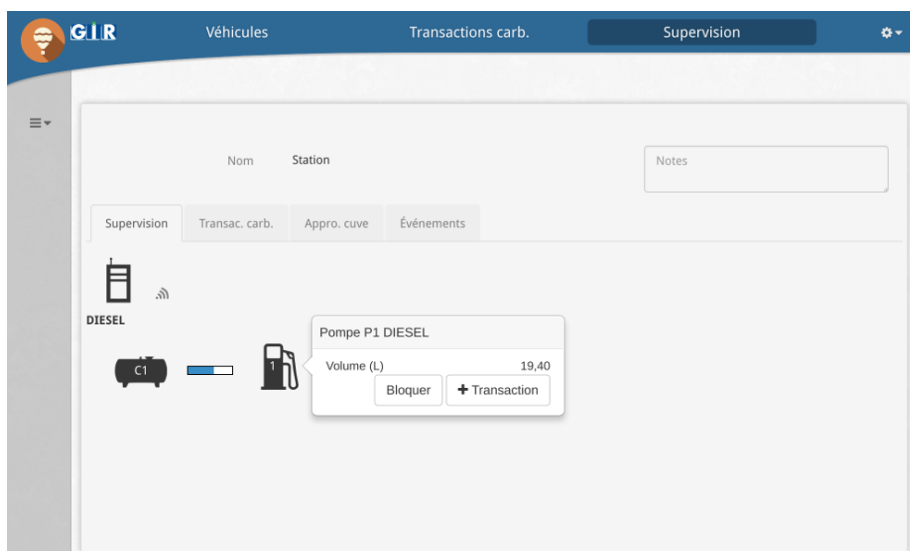 GIR
Véhicules
Transactions carb.
Supervision
Nom
Station
Notes
Supervision
Transac. carb.
Appro. cuve
Événements
DIESEL
C1
1
Pompe P1 DIESEL
Volume (L) 19,40
Bloquer
+ Transaction